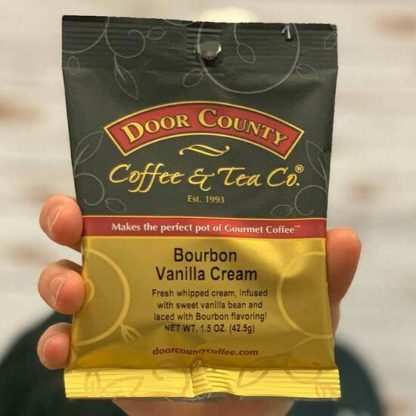 DOOR COUNTY
Coffee & Tea Co.®
Est. 1993
Makes the perfect pot of Gourmet Coffee™
Bourbon
Vanilla Cream
Fresh whipped cream, infused
with sweet vanilla bean and
laced with Bourbon flavoring!
NET WT. 1.5 OZ. (42.5g)
doorcountycoffee.com